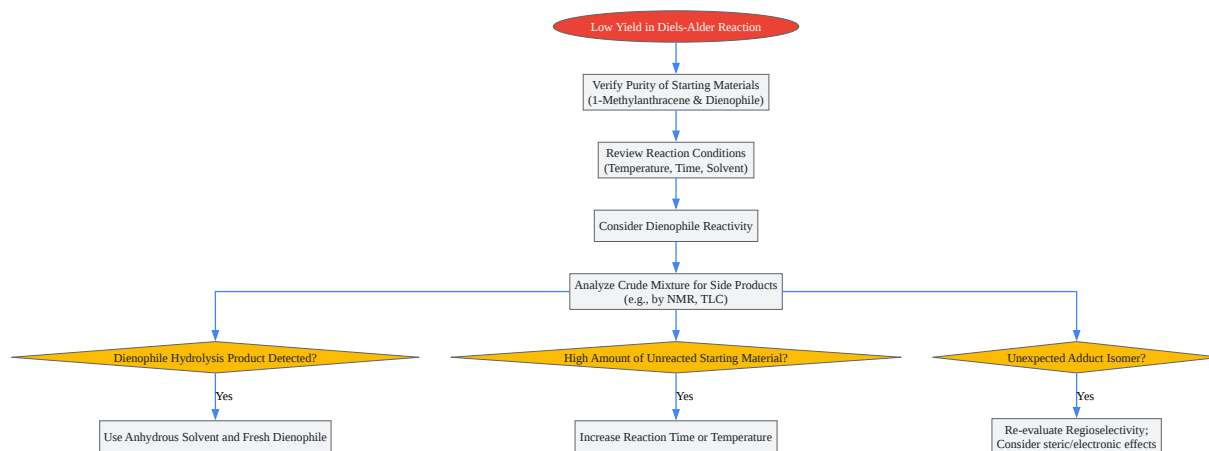 Low Yield in Diels-Alder Reaction
Verify Purity of Starting Materials
(1-Methylanthracene & Dienophile)
Review Reaction Conditions
(Temperature, Time, Solvent)
Consider Dienophile Reactivity
Analyze Crude Mixture for Side Products
(e.g., by NMR, TLC)
Dienophile Hydrolysis Product Detected?
High Amount of Unreacted Starting Material?
Unexpected Adduct Isomer?
Yes
Yes
Yes
Use Anhydrous Solvent and Fresh Dienophile
Increase Reaction Time or Temperature
Re-evaluate Regioselectivity;
Consider steric/electronic effects